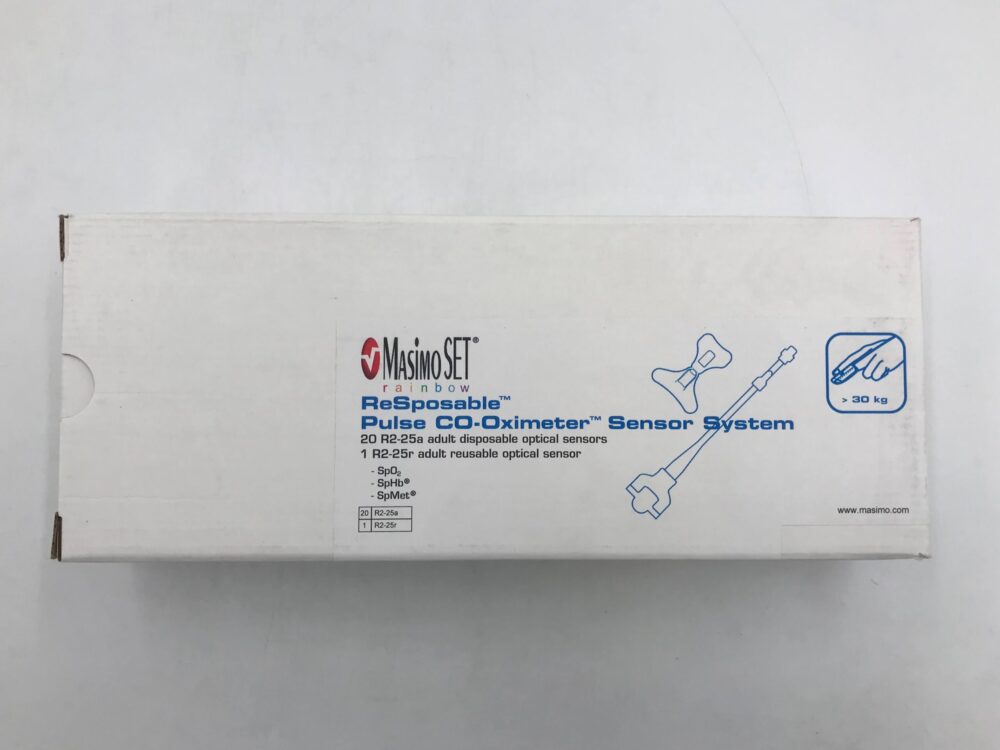 Masimo SET®
rainbow
ReSposable™
Pulse CO-Oximeter™ Sensor System
20 R2-25a adult disposable optical sensors
1 R2-25r adult reusable optical sensor
- SpO₂
- SpHb®
- SpMet®
20 R2-25a
1 R2-25r
> 30 kg
www.masimo.com